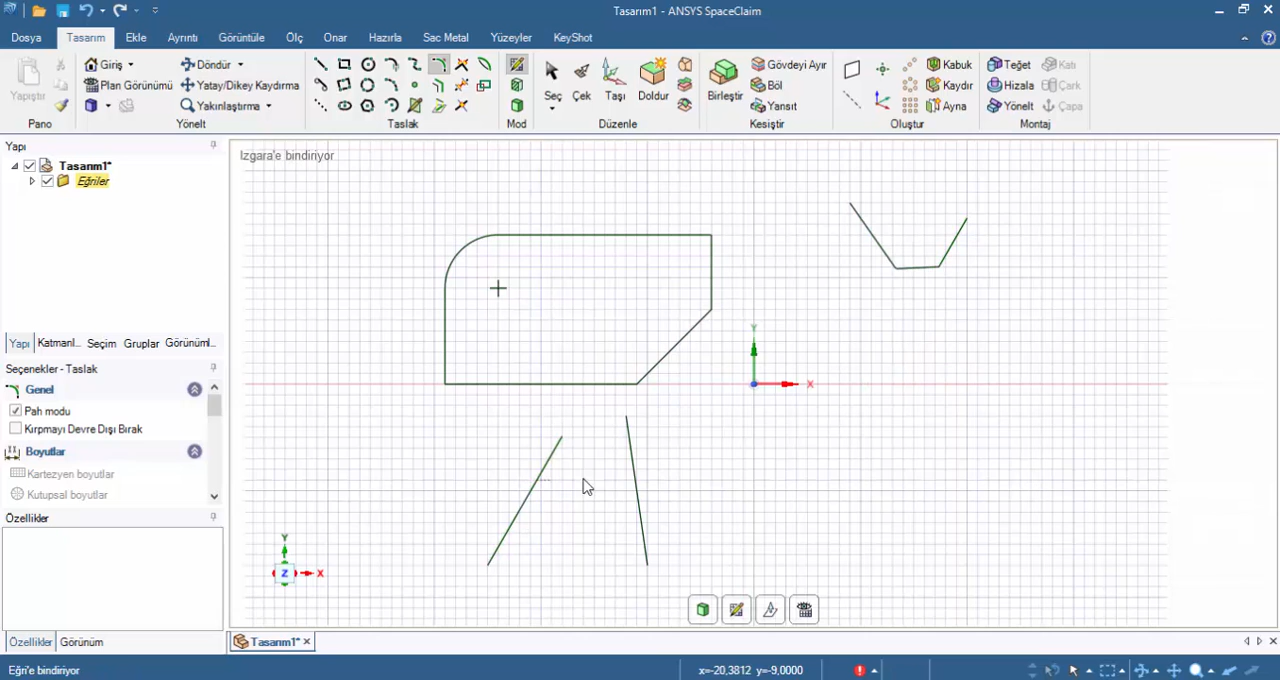 Tasarım1 - ANSYS SpaceClaim
Dosya Tasarım Ekle Ayrıntı Görüntüle Ölç Onar Hazırla Sac Metal Yüzeyler KeyShot
Yapıştır
Pano
Giriş
Plan Görünümü
Döndür
Yatay/Dikey Kaydırma
Yakınlaştırma
Yönelt
Taslak
Mod
Seç
Çek
Taşı
Doldur
Düzenle
Birleştir
Gövdeyi Ayır
Böl
Yansıt
Kesiştir
Kabuk
Kaydır
Ayna
Oluştur
Teğet
Hizala
Yönelt
Katı
Çark
Çapa
Montaj
Yapı
Tasarım1*
Eğriler
Yapı Katmanl... Seçim Gruplar Görünüml...
Seçenekler - Taslak
Genel
Pah modu
Kırpmayı Devre Dışı Bırak
Boyutlar
Kartezyen boyutlar
Kutupsal boyutlar
Özellikler
Özellikler Görünüm
Izgara'e bindiriyor
Y
X
Y
Z
X
Tasarım1*
Eğri'e bindiriyor
x=-20,3812 y=-9,0000